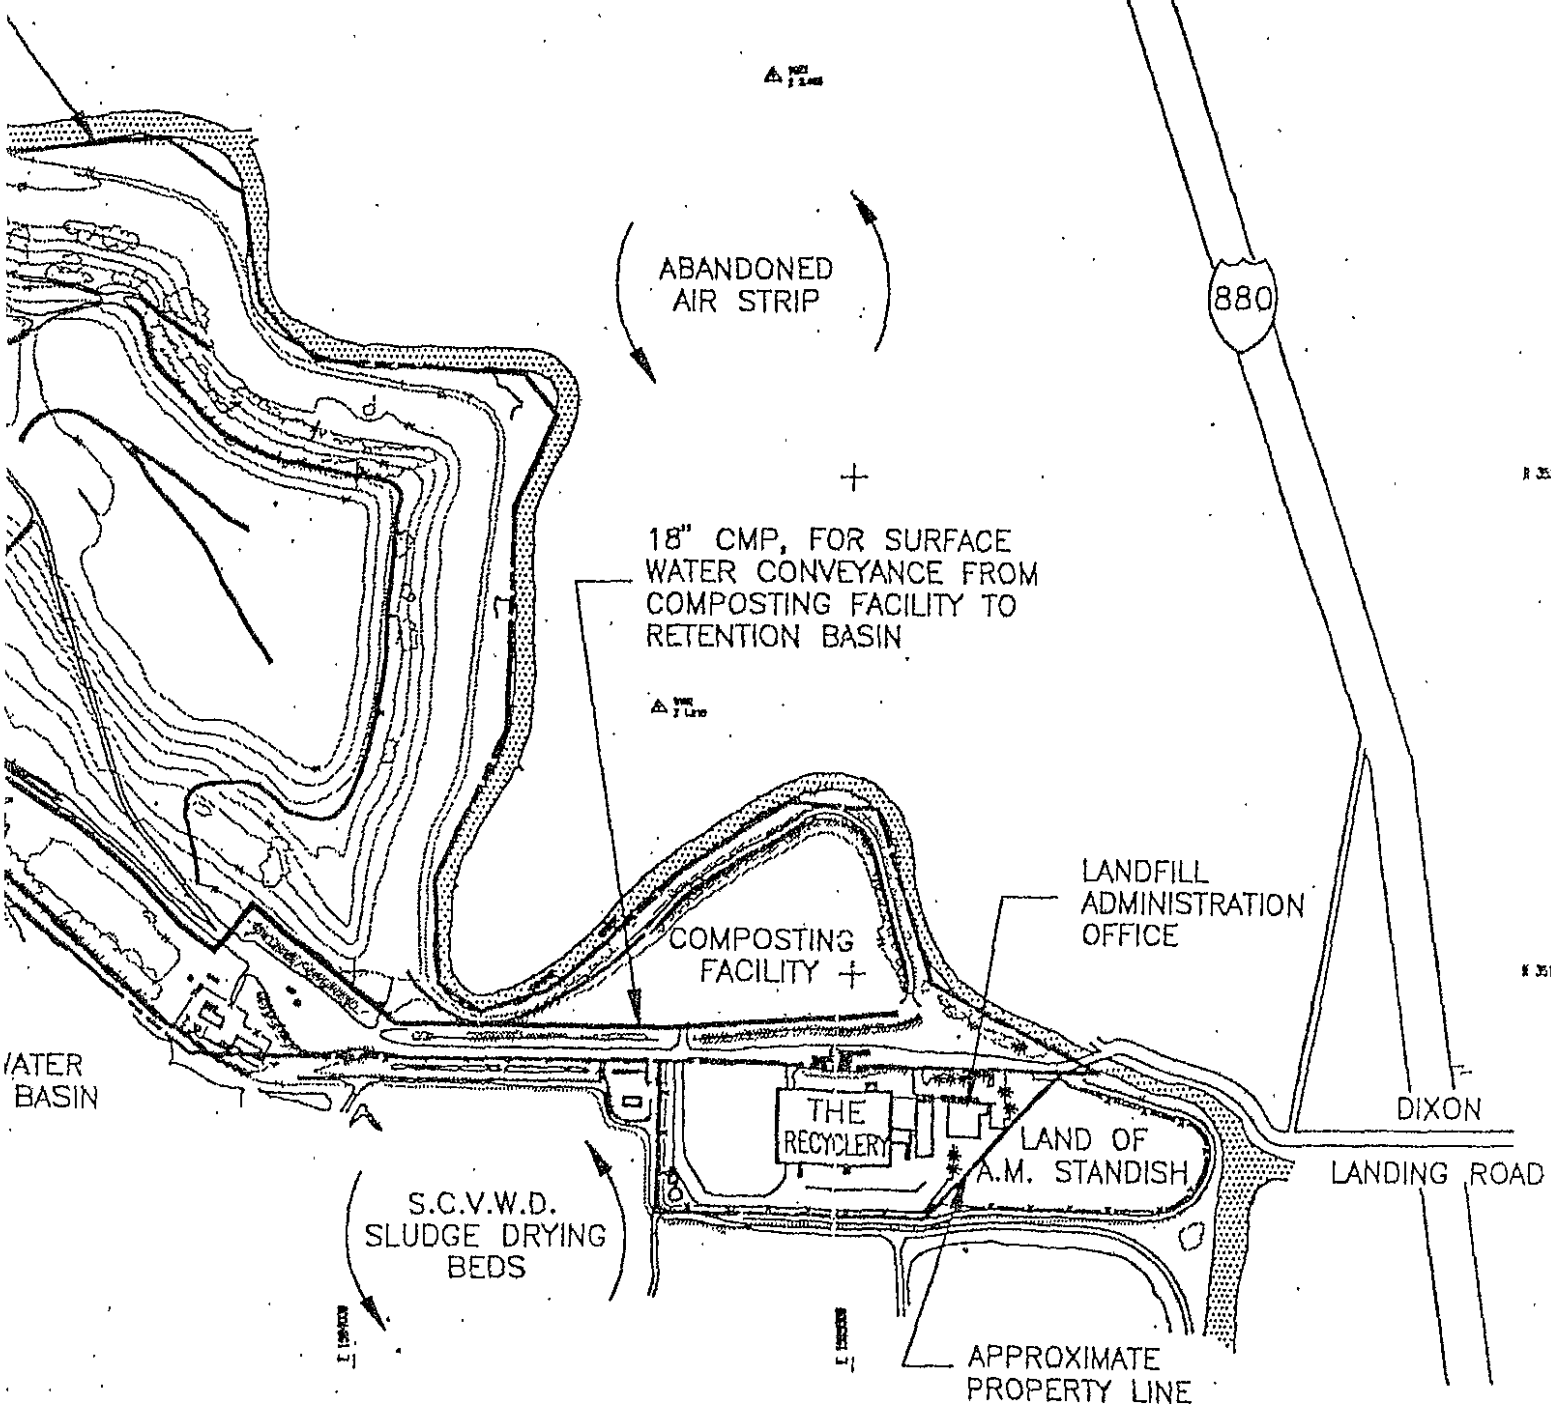 ABANDONED
AIR STRIP
880
18" CMP, FOR SURFACE
WATER CONVEYANCE FROM
COMPOSTING FACILITY TO
RETENTION BASIN
LANDFILL
ADMINISTRATION
OFFICE
COMPOSTING
FACILITY
BASIN
THE
RECYCLERY
LAND OF
A.M. STANDISH
DIXON
LANDING ROAD
S.C.V.W.D.
SLUDGE DRYING
BEDS
APPROXIMATE
PROPERTY LINE